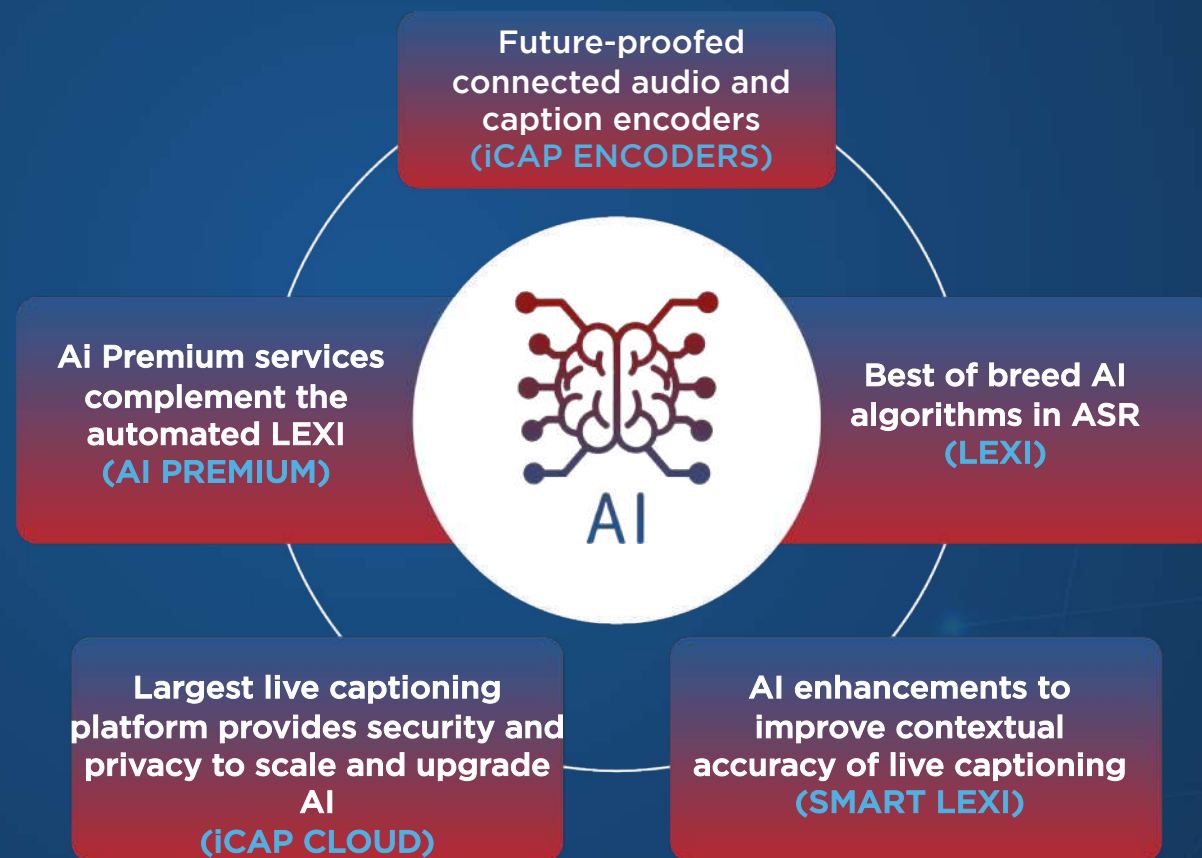 Future-proofed
connected audio and
caption encoders
(iCAP ENCODERS)
Ai Premium services
complement the
automated LEXI
(AI PREMIUM)
AI
Best of breed AI
algorithms in ASR
(LEXI)
Largest live captioning
platform provides security and
privacy to scale and upgrade
AI
(iCAP CLOUD)
AI enhancements to
improve contextual
accuracy of live captioning
(SMART LEXI)